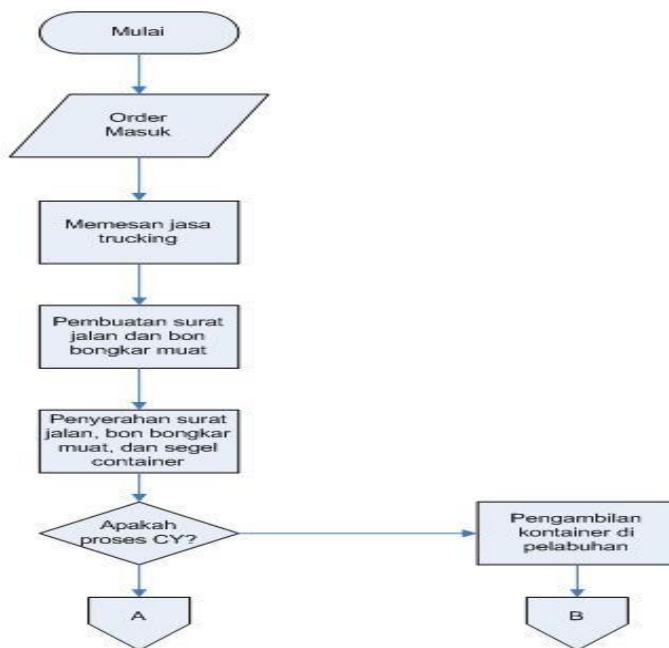 Mulai
Order
Masuk
Memesan jasa
trucking
Pembuatan surat
jalan dan bon
bongkar muat
Penyerahan surat
jalan, bon bongkar
muat, dan segel
container
Apakah
proses CY?
Pengambilan
kontainer di
pelabuhan
A
B